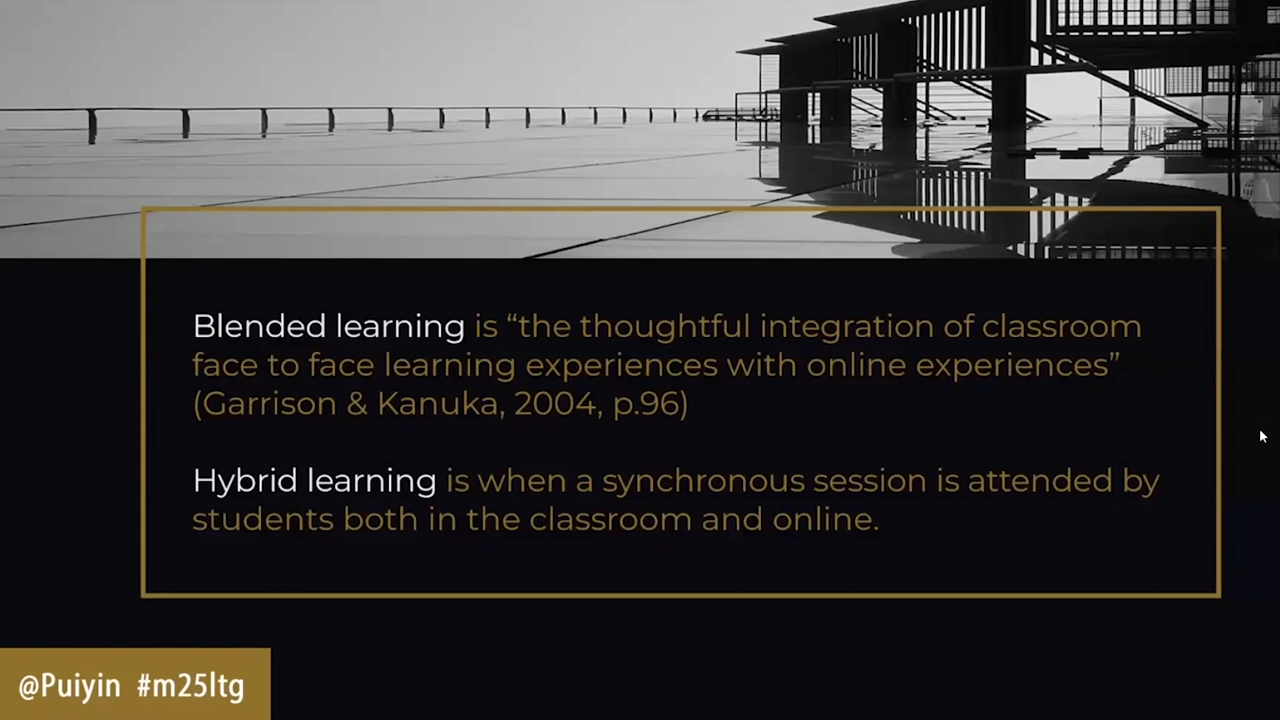 Blended learning is “the thoughtful integration of classroom
face to face learning experiences with online experiences”
(Garrison & Kanuka, 2004, p.96)
Hybrid learning is when a synchronous session is attended by
students both in the classroom and online.
@Puiyin #m25ltg